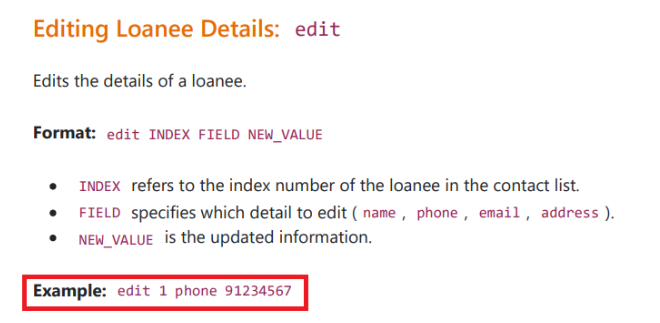 Editing Loanee Details: edit
Edits the details of a loanee.
Format: edit INDEX FIELD NEW_VALUE
• INDEX refers to the index number of the loanee in the contact list.
• FIELD specifies which detail to edit ( name , phone , email , address ).
• NEW_VALUE is the updated information.
Example: edit 1 phone 91234567